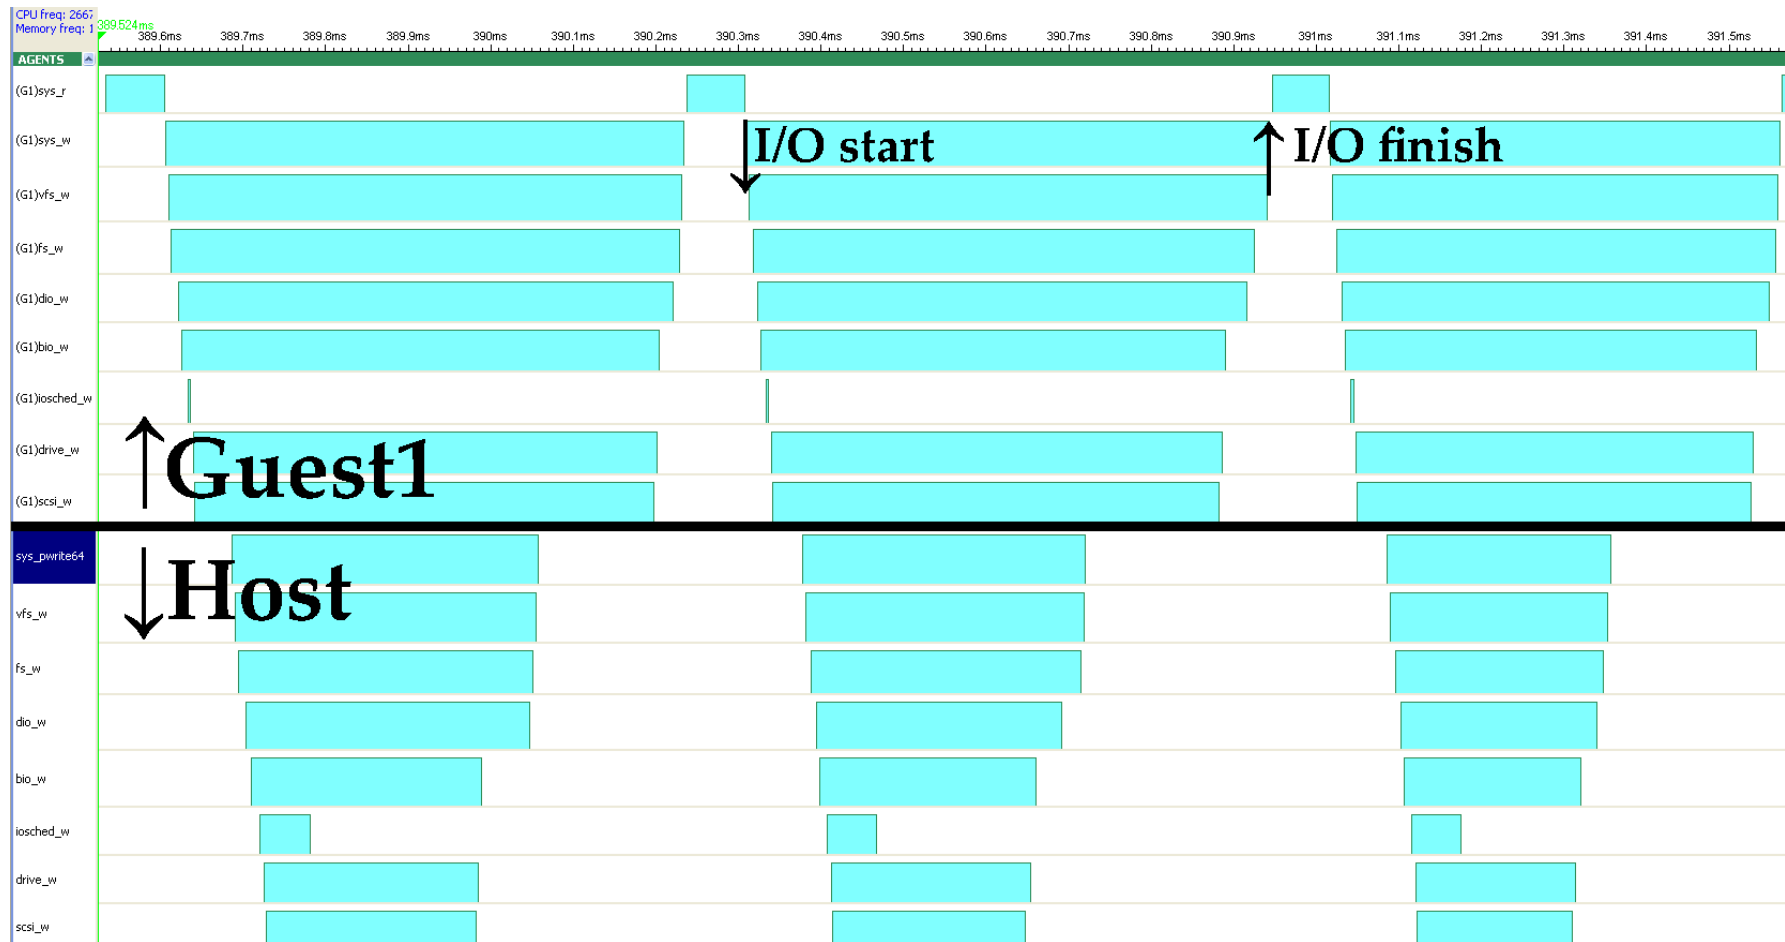 CPU freq: 2667
Memory freq: 1
389.524ms
389.6ms 389.7ms 389.8ms 389.9ms 390ms 390.1ms 390.2ms 390.3ms 390.4ms 390.5ms 390.6ms 390.7ms 390.8ms 390.9ms 391ms 391.1ms 391.2ms 391.3ms 391.4ms 391.5ms
AGENTS
(G1)sys_r
(G1)sys_w
I/O start
I/O finish
(G1)vfs_w
(G1)fs_w
(G1)dio_w
(G1)bio_w
(G1)iosched_w
(G1)drive_w
Guest1
(G1)scsi_w
sys_pwrite64
Host
vfs_w
fs_w
dio_w
bio_w
iosched_w
drive_w
scsi_w